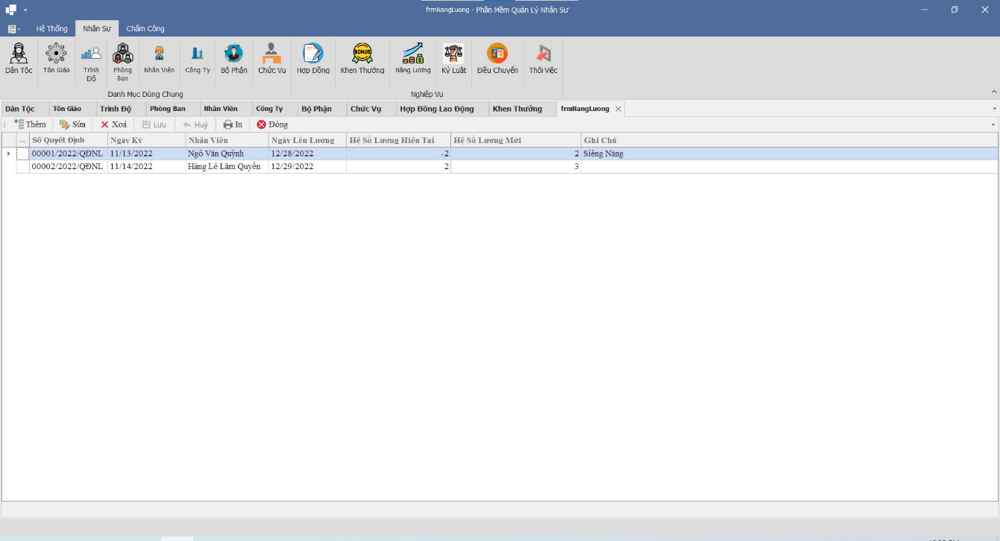 frmNangLuong - Phần Mềm Quản Lý Nhân Sự
Hệ Thống Nhân Sự Chấm Công
Dân Tộc Tôn Giáo Trình Độ Phòng Ban Nhân Viên Công Ty Bộ Phận Chức Vụ Hợp Đồng BONUS Khen Thưởng Nâng Lương Kỷ Luật Điều Chuyển Thôi Việc
Danh Mục Dùng Chung Nghiệp Vụ
Dân Tộc Tôn Giáo Trình Độ Phòng Ban Nhân Viên Công Ty Bộ Phận Chức Vụ Hợp Đồng Lao Động Khen Thưởng frmNangLuong
Thêm Sửa Xoá Lưu Huỷ In Đóng
... Số Quyết Định Ngày Ký Nhân Viên Ngày Lên Lương Hệ Số Lương Hiện Tại Hệ Số Lương Mới Ghi Chú
00001/2022/QĐNL 11/13/2022 Ngô Văn Quỳnh 12/28/2022 -2 2 Siêng Năng
00002/2022/QĐNL 11/14/2022 Hàng Lê Lâm Quyền 12/29/2022 2 3